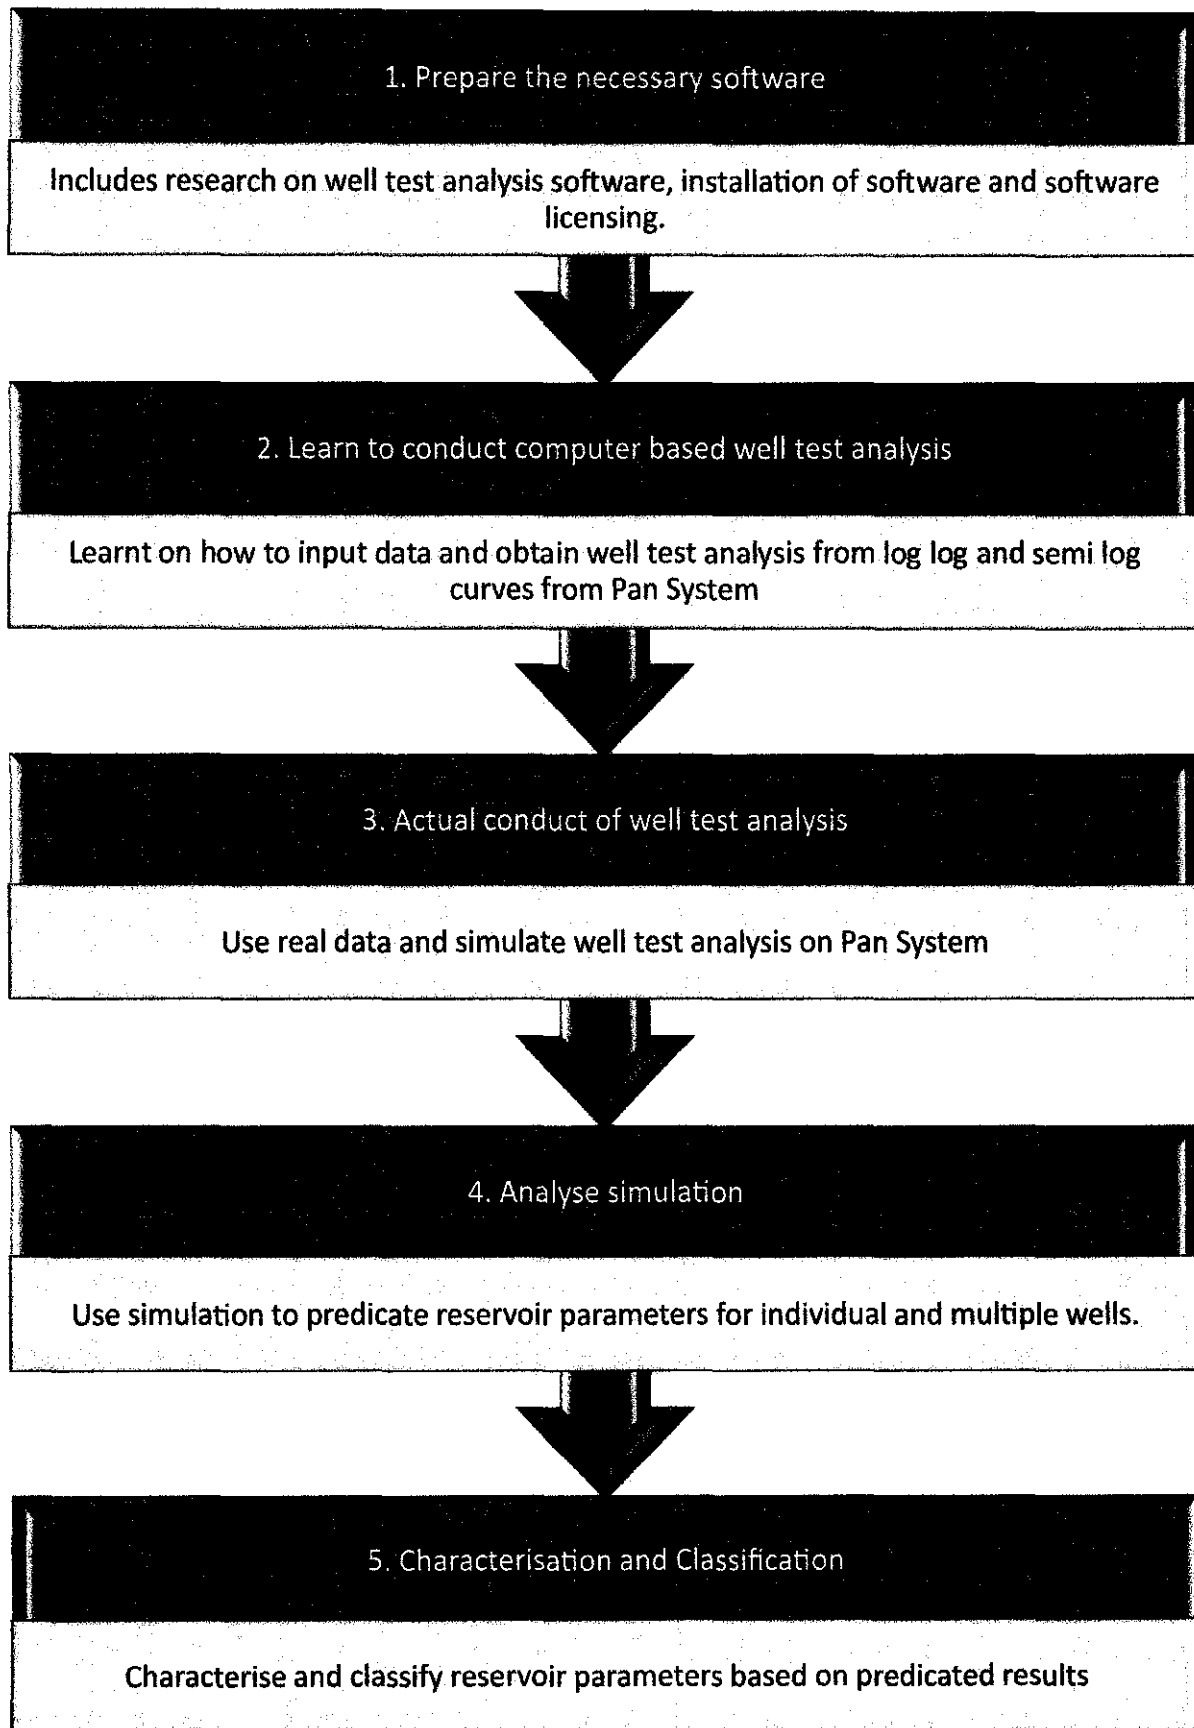 1. Prepare the necessary software
Includes research on well test analysis software, installation of software and software
licensing.
2. Learn to conduct computer based well test analysis
Learnt on how to input data and obtain well test analysis from log log and semi log
curves from Pan System
3. Actual conduct of well test analysis
Use real data and simulate well test analysis on Pan System
4. Analyse simulation
Use simulation to predicate reservoir parameters for individual and multiple wells.
5. Characterisation and Classification
Characterise and classify reservoir parameters based on predicated results